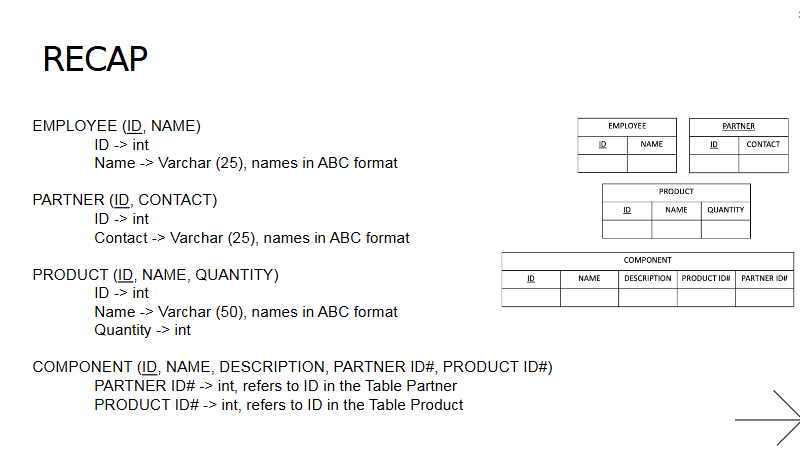 RECAP
EMPLOYEE (ID, NAME)
ID -> int
Name -> Varchar (25), names in ABC format
PARTNER (ID, CONTACT)
ID -> int
Contact -> Varchar (25), names in ABC format
PRODUCT (ID, NAME, QUANTITY)
ID -> int
Name -> Varchar (50), names in ABC format
Quantity -> int
COMPONENT (ID, NAME, DESCRIPTION, PARTNER ID#, PRODUCT ID#)
PARTNER ID# -> int, refers to ID in the Table Partner
PRODUCT ID# -> int, refers to ID in the Table Product
EMPLOYEE
ID NAME
PARTNER
ID CONTACT
PRODUCT
ID NAME QUANTITY
COMPONENT
ID NAME DESCRIPTION PRODUCT ID# PARTNER ID#